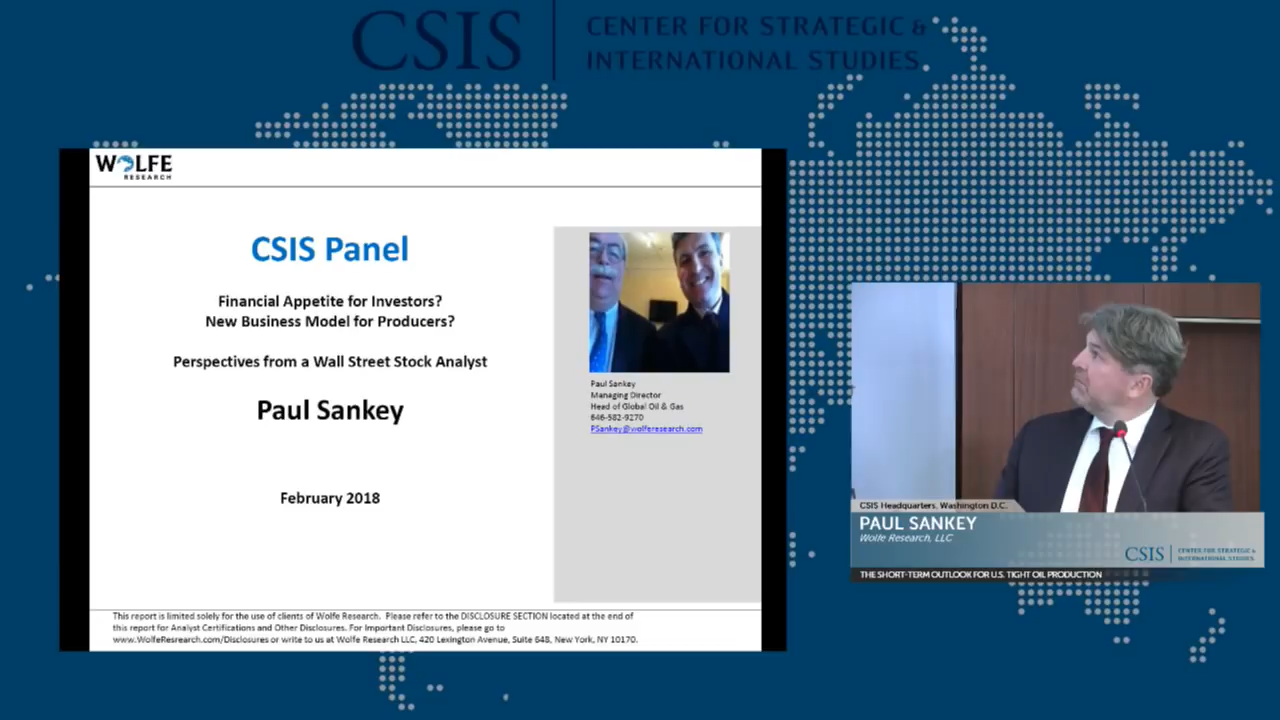 CSIS
CENTER FOR STRATEGIC &
INTERNATIONAL STUDIES
WOLFE
RESEARCH
CSIS Panel
Financial Appetite for Investors?
New Business Model for Producers?
Perspectives from a Wall Street Stock Analyst
Paul Sankey
February 2018
Paul Sankey
Managing Director
Head of Global Oil & Gas
646-582-9270
PSankey@wolferesearch.com
This report is limited solely for the use of clients of Wolfe Research. Please refer to the DISCLOSURE SECTION located at the end of
this report for Analyst Certifications and Other Disclosures. For Important Disclosures, please go to
www.WolfeResrearch.com/Disclosures or write to us at Wolfe Research LLC, 420 Lexington Avenue, Suite 648, New York, NY 10170.
CSIS Headquarters, Washington D.C.
PAUL SANKEY
Wolfe Research, LLC
CSIS
CENTER FOR STRATEGIC &
INTERNATIONAL STUDIES
THE SHORT-TERM OUTLOOK FOR U.S. TIGHT OIL PRODUCTION